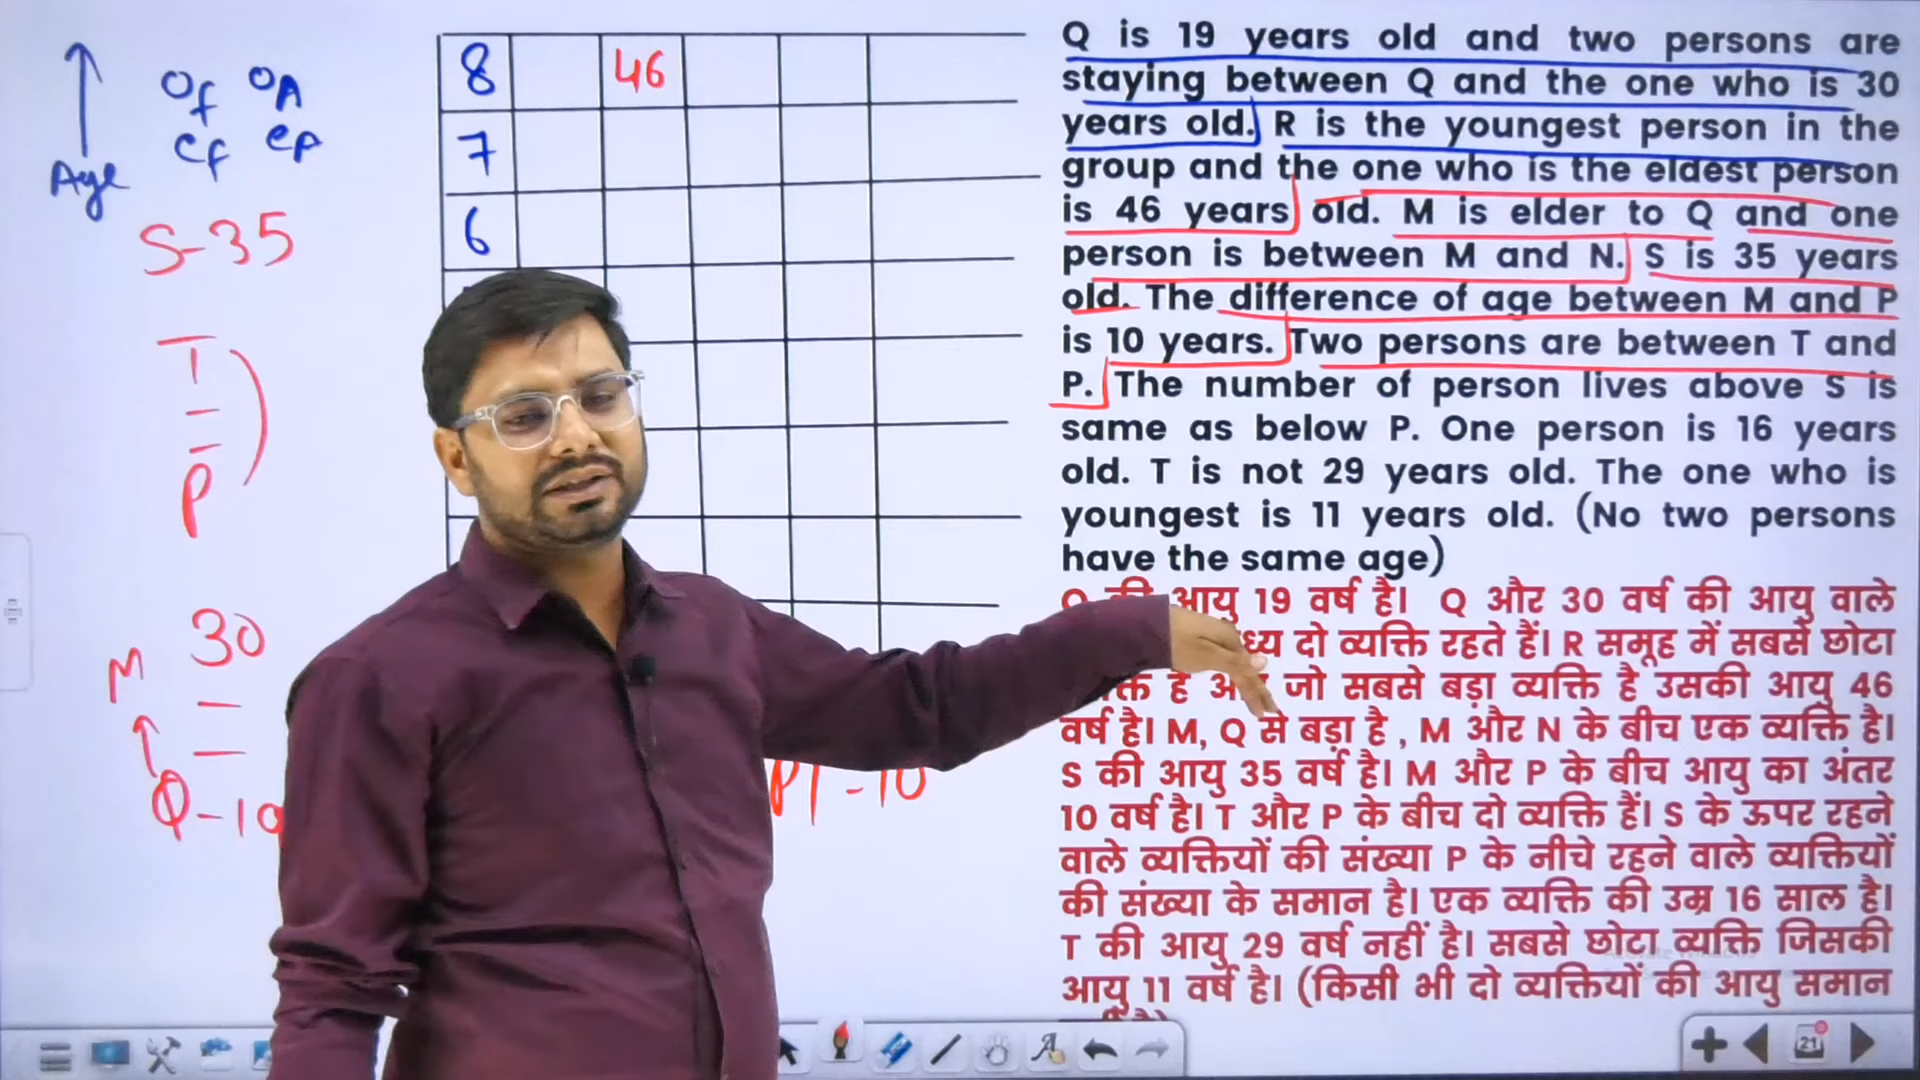 O f O A
e f e A
Age
S-35
T
P
30
M
Q-19
8 46
7
6
P) -10
Q is 19 years old and two persons are
staying between Q and the one who is 30
years old. R is the youngest person in the
group and the one who is the eldest person
is 46 years old. M is elder to Q and one
person is between M and N. S is 35 years
old. The difference of age between M and P
is 10 years. Two persons are between T and
P. The number of person lives above S is
same as below P. One person is 16 years
old. T is not 29 years old. The one who is
youngest is 11 years old. (No two persons
have the same age)
आयु 19 वर्ष है। Q और 30 वर्ष की आयु वाले
दो व्यक्ति रहते हैं। R समूह में सबसे छोटा
जो सबसे बड़ा व्यक्ति है उसकी आयु 46
वर्ष है। M, Q से बड़ा है , M और N के बीच एक व्यक्ति है।
S की आयु 35 वर्ष है। M और P के बीच आयु का अंतर
10 वर्ष है। T और P के बीच दो व्यक्ति हैं। S के ऊपर रहने
वाले व्यक्तियों की संख्या P के नीचे रहने वाले व्यक्तियों
की संख्या के समान है। एक व्यक्ति की उम्र 16 साल है।
T की आयु 29 वर्ष नहीं है। सबसे छोटा व्यक्ति जिसकी
आयु 11 वर्ष है। (किसी भी दो व्यक्तियों की आयु समान
21